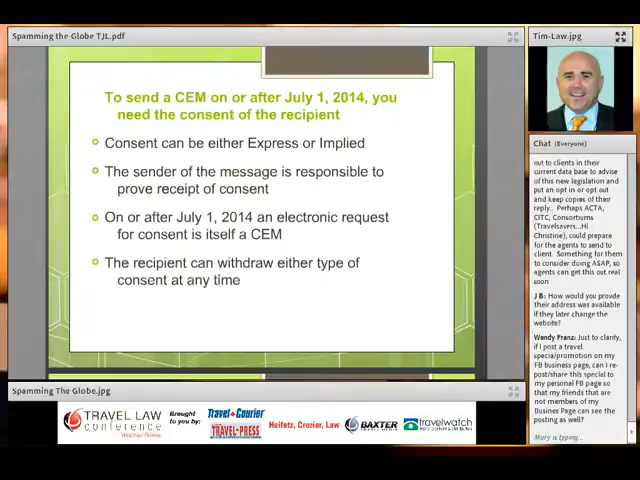 Spamming the Globe TJL.pdf
To send a CEM on or after July 1, 2014, you
need the consent of the recipient
Consent can be either Express or Implied
The sender of the message is responsible to
prove receipt of consent
On or after July 1, 2014 an electronic request
for consent is itself a CEM
The recipient can withdraw either type of
consent at any time
Tim-Law.jpg
Chat (Everyone)
out to clients in their
current data base to advise
of this new legislation and
put an opt in or opt out
and keep copies of their
reply.. Perhaps ACTA,
CITC, Consortiums
(Travelsavers...Hi
Christine), could prepare
for the agents to send to
client. Something for them
to consider doing ASAP, so
agents can get this out real
soon
J B: How would you provde
their address was available
if they later change the
website?
Wendy Franz: Just to clarify,
if I post a travel
special/promotion on my
FB business page, can I re-
post/share this special to
my personal FB page so
that my friends that are
not members of my
Busines Page can see the
posting as well?
Mary is typing...
Spamming The Globe.jpg
TRAVEL LAW
conference
Webinar Series
Brought
to you by:
Travel Courier
TRAVEL PRESS
Heifetz, Crozier, Law
BAXTER
travelwatch